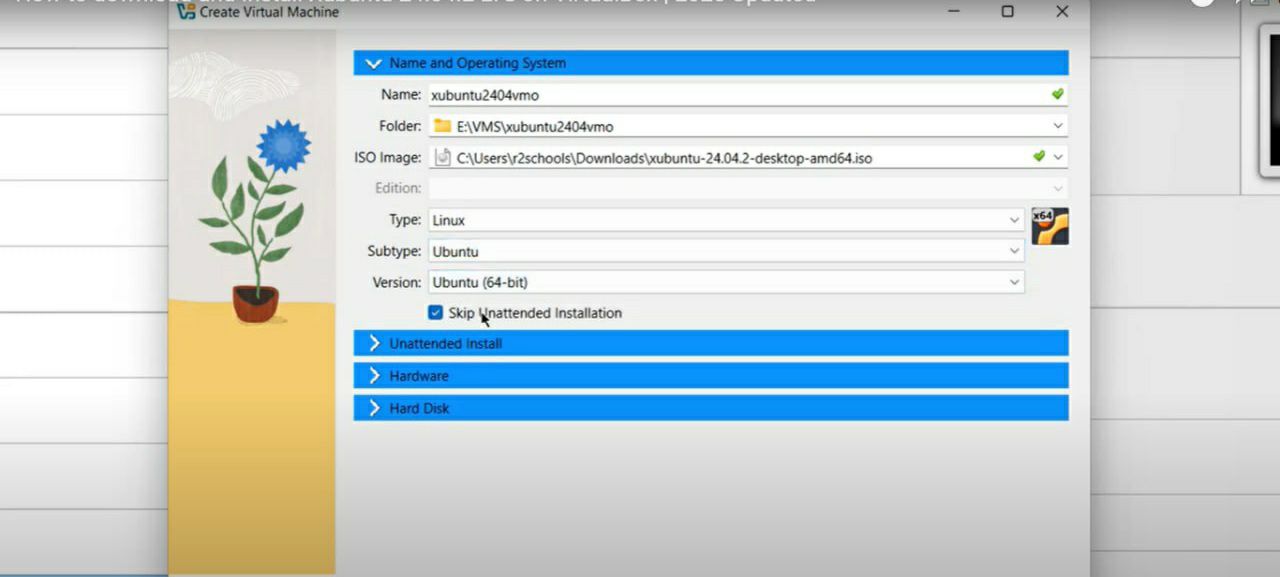 Create Virtual Machine
Name and Operating System
Name: xubuntu2404vmo
Folder: E:\VMS\xubuntu2404vmo
ISO Image: C:\Users\r2schools\Downloads\xubuntu-24.04.2-desktop-amd64.iso
Edition:
Type: Linux
x64
Subtype: Ubuntu
Version: Ubuntu (64-bit)
Skip Unattended Installation
Unattended Install
Hardware
Hard Disk